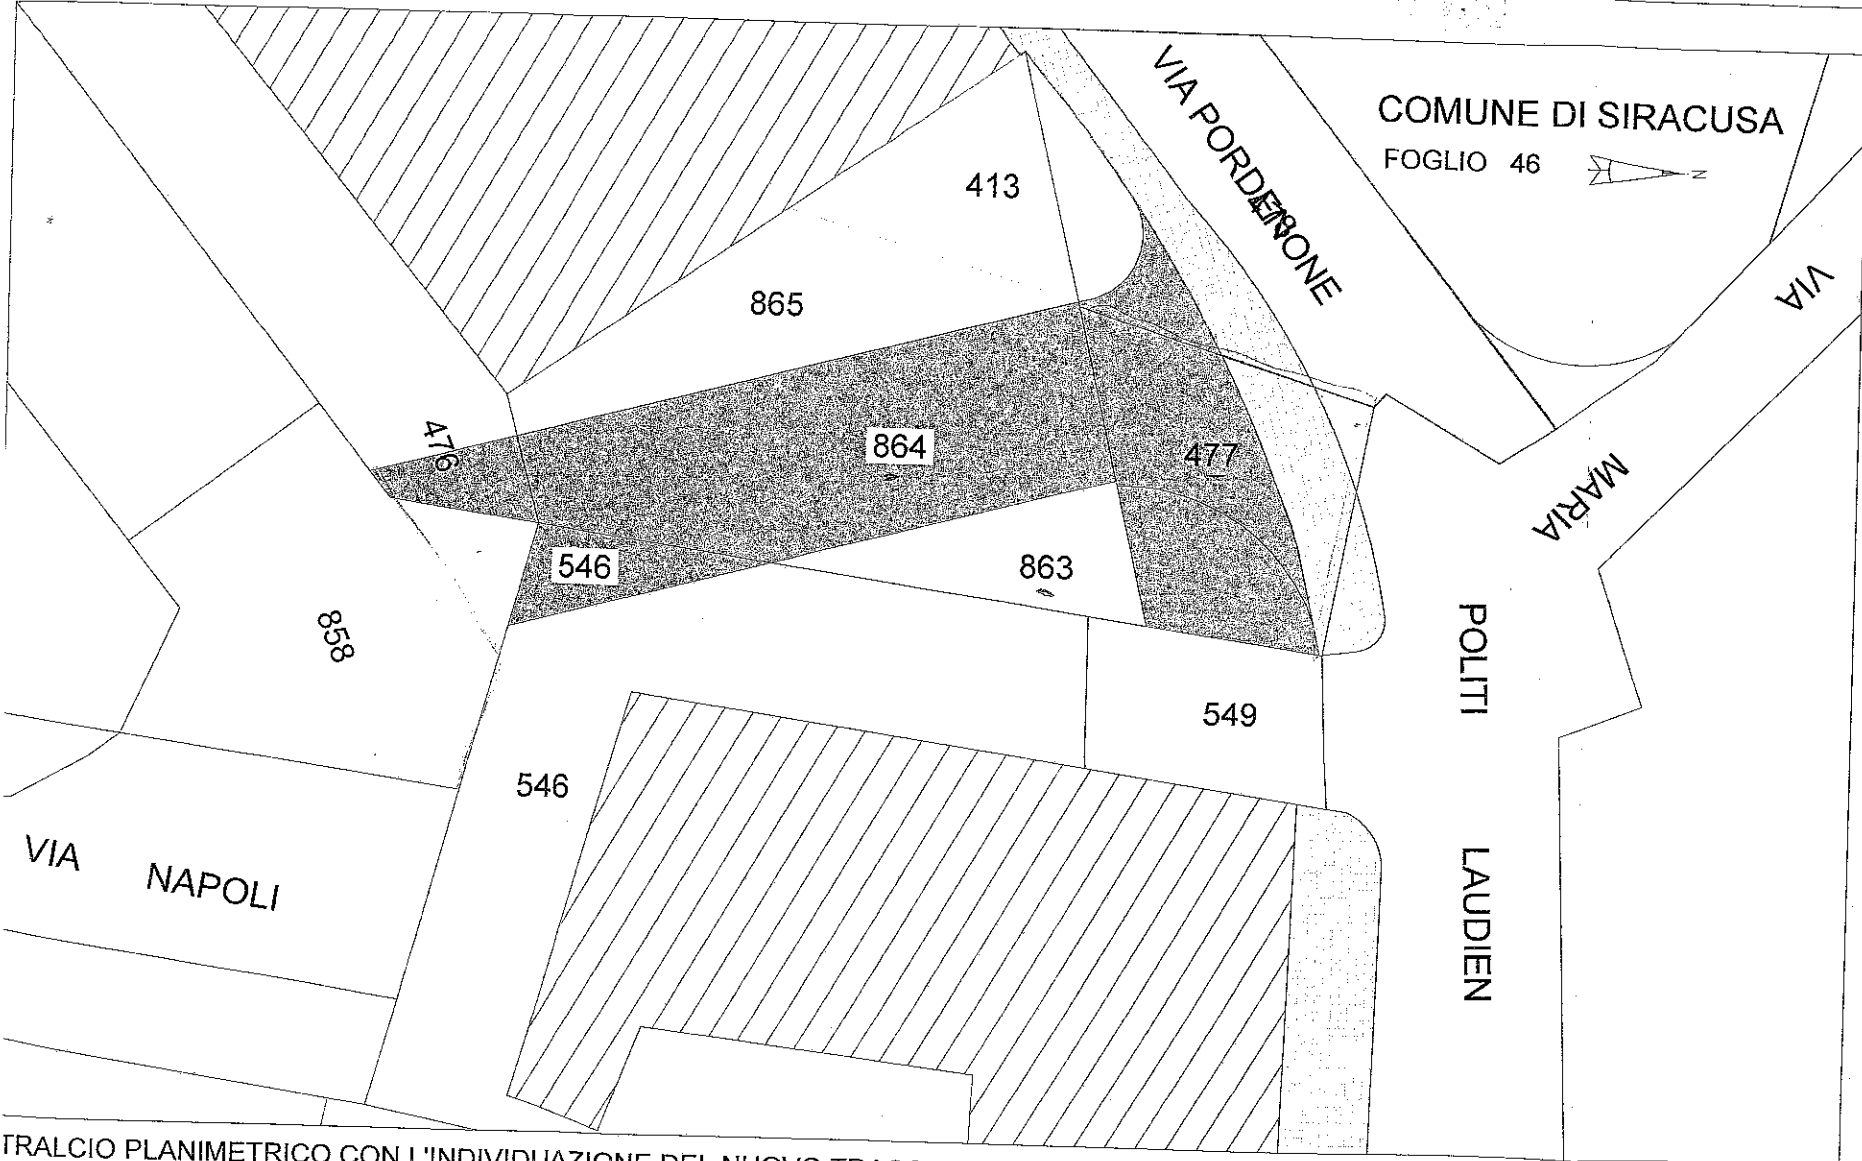 COMUNE DI SIRACUSA
FOGLIO 46
N
VIA PORDENONE
413
865
VIA
476
864
477
MARIA
546
863
858
POLITI
549
546
VIA NAPOLI
LAUDIEN
TRALCIO PLANIMETRICO CON L'INDIVIDUAZIONE DEL NUOVO